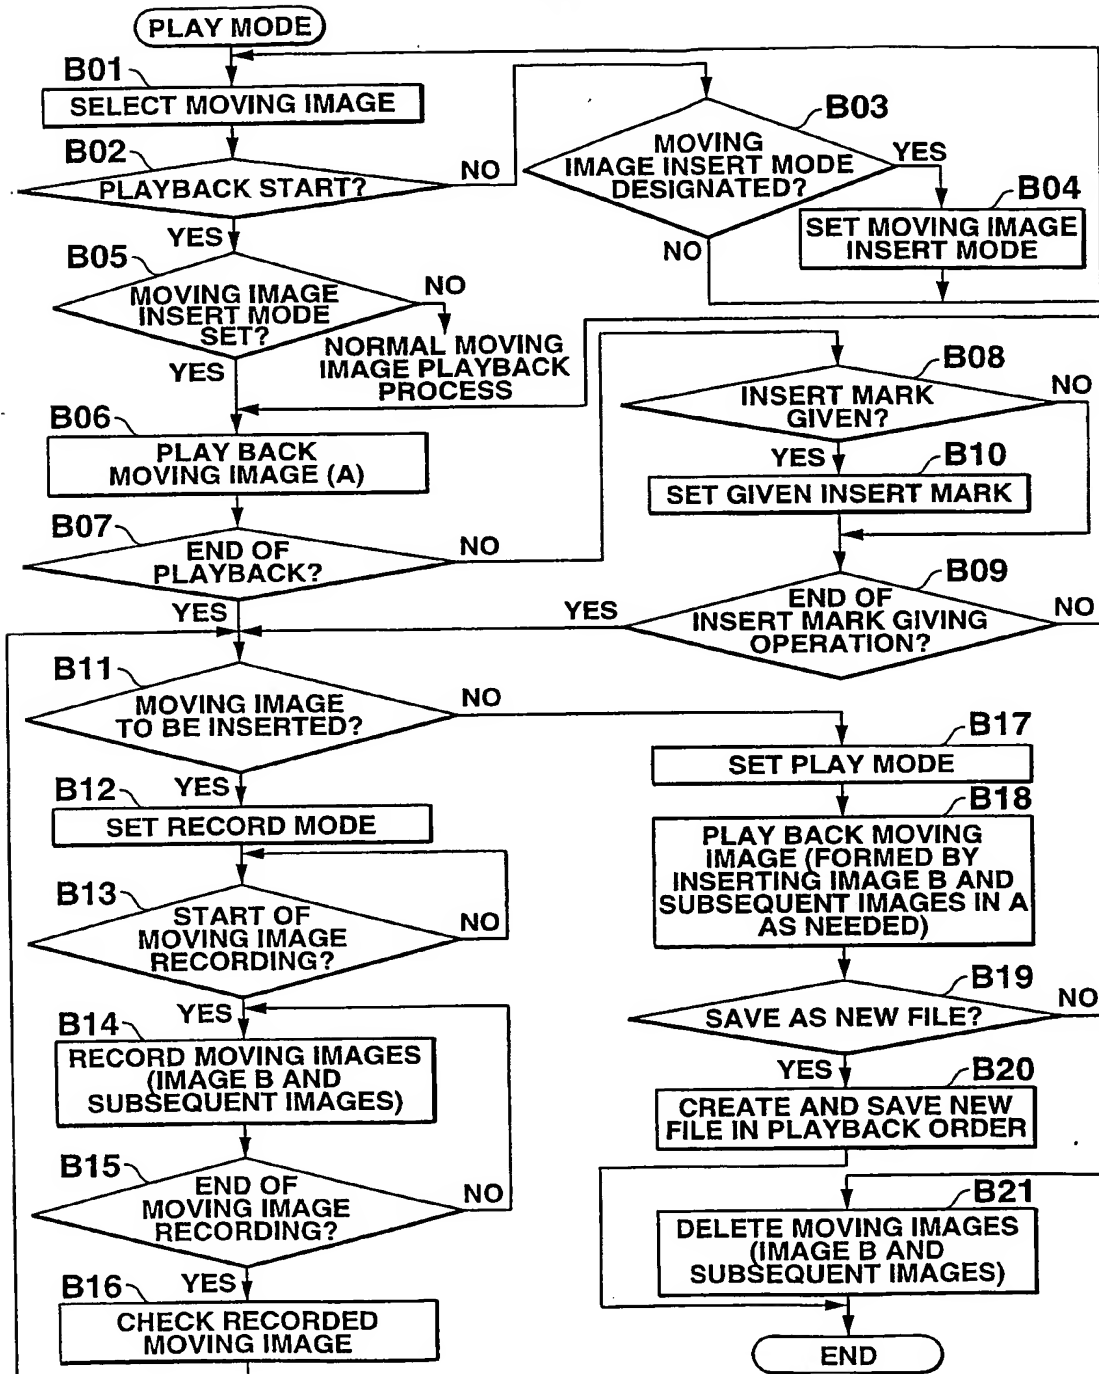 PLAY MODE
B01
SELECT MOVING IMAGE
B02
PLAYBACK START?
NO
YES
B03
MOVING
IMAGE INSERT MODE
DESIGNATED?
YES
NO
B04
SET MOVING IMAGE
INSERT MODE
B05
MOVING IMAGE
INSERT MODE
SET?
NO
YES
NORMAL MOVING
IMAGE PLAYBACK
PROCESS
B06
PLAY BACK
MOVING IMAGE (A)
B07
END OF
PLAYBACK?
NO
YES
B08
INSERT MARK
GIVEN?
NO
YES
B10
SET GIVEN INSERT MARK
B09
END OF
INSERT MARK GIVING
OPERATION?
YES
NO
B11
MOVING IMAGE
TO BE INSERTED?
NO
YES
B12
SET RECORD MODE
B13
START OF
MOVING IMAGE
RECORDING?
NO
YES
B14
RECORD MOVING IMAGES
(IMAGE B AND
SUBSEQUENT IMAGES)
B15
END OF
MOVING IMAGE
RECORDING?
NO
YES
B16
CHECK RECORDED
MOVING IMAGE
B17
SET PLAY MODE
B18
PLAY BACK MOVING
IMAGE (FORMED BY
INSERTING IMAGE B AND
SUBSEQUENT IMAGES IN A
AS NEEDED)
B19
SAVE AS NEW FILE?
NO
YES
B20
CREATE AND SAVE NEW
FILE IN PLAYBACK ORDER
B21
DELETE MOVING IMAGES
(IMAGE B AND
SUBSEQUENT IMAGES)
END